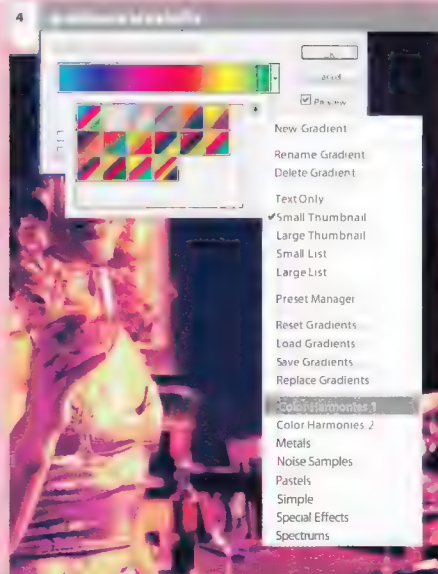 4
New Gradient
Rename Gradient
Delete Gradient
Text Only
Small Thumbnail
Large Thumbnail
Small List
Large List
Preset Manager
Reset Gradients
Load Gradients
Save Gradients
Replace Gradients
Color Harmonies 1
Color Harmonies 2
Metals
Noise Samples
Pastels
Simple
Special Effects
Spectrums